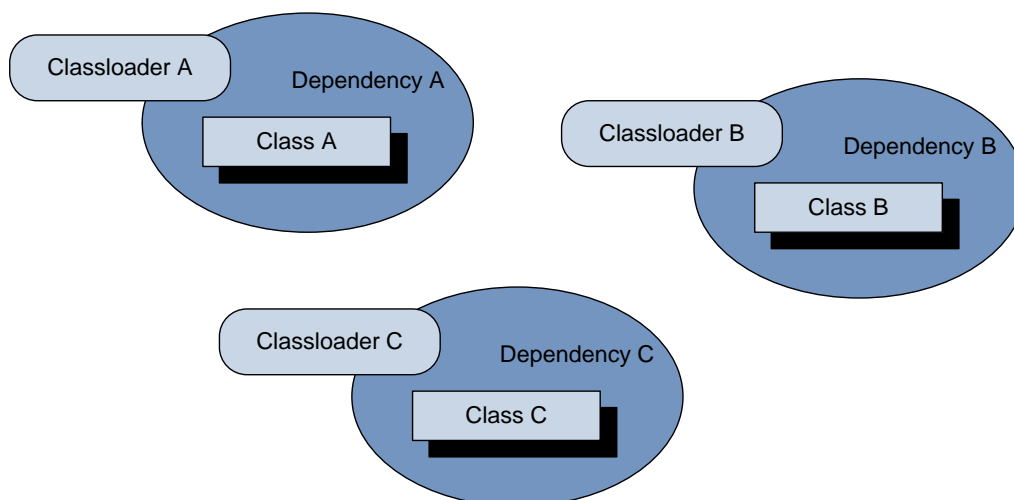 Classloader A
Dependency A
Class A
Classloader B
Dependency B
Class B
Classloader C
Dependency C
Class C